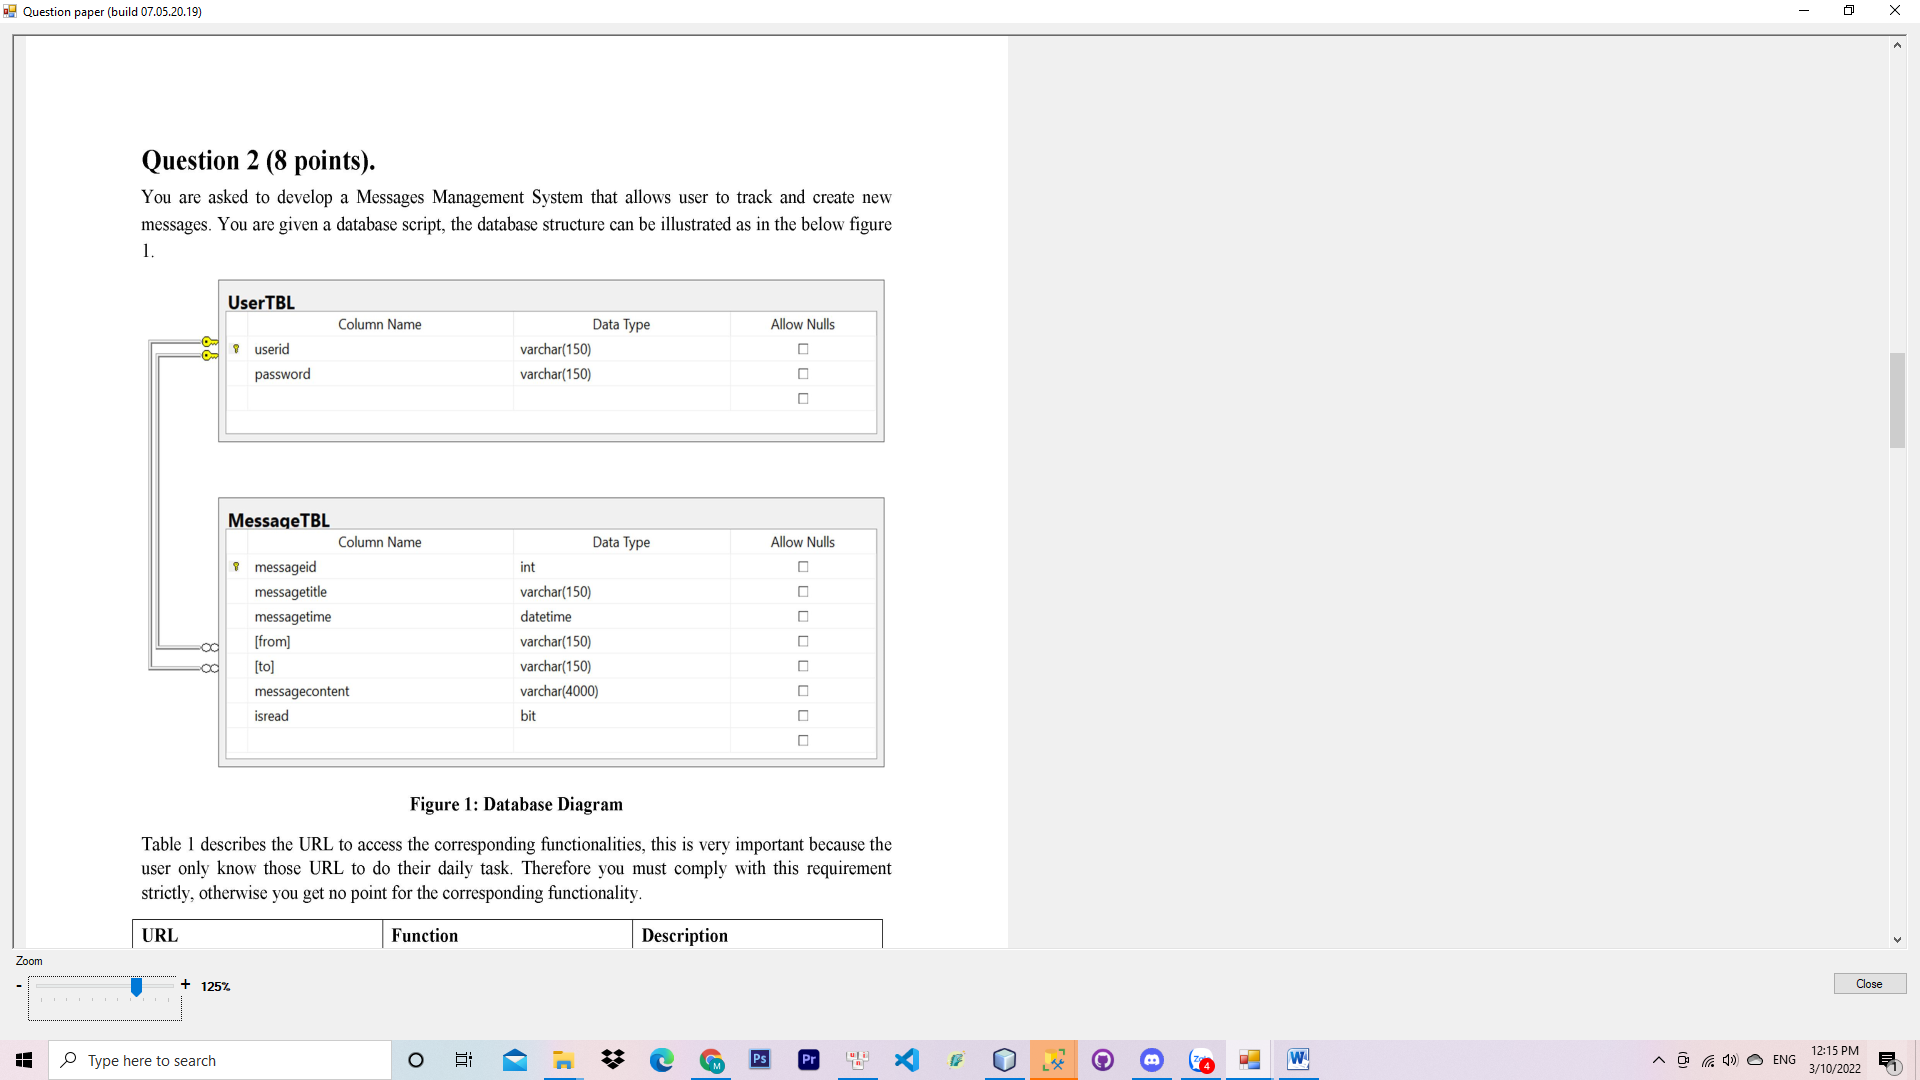 Question paper (build 07.05.20.19)
Question 2 (8 points).
You are asked to develop a Messages Management System that allows user to track and create new
messages. You are given a database script, the database structure can be illustrated as in the below figure
1.
UserTBL
Column Name Data Type Allow Nulls
userid varchar(150)
password varchar(150)
MessageTBL
Column Name Data Type Allow Nulls
messageid int
messagetitle varchar(150)
messagetime datetime
[from] varchar(150)
[to] varchar(150)
messagecontent varchar(4000)
isread bit
Figure 1: Database Diagram
Table 1 describes the URL to access the corresponding functionalities, this is very important because the
user only know those URL to do their daily task. Therefore you must comply with this requirement
strictly, otherwise you get no point for the corresponding functionality.
URL Function Description
Zoom
- + 125%
Close
Type here to search
M
Ps
Pr
Zalo
4
W
ENG
12:15 PM
3/10/2022
1